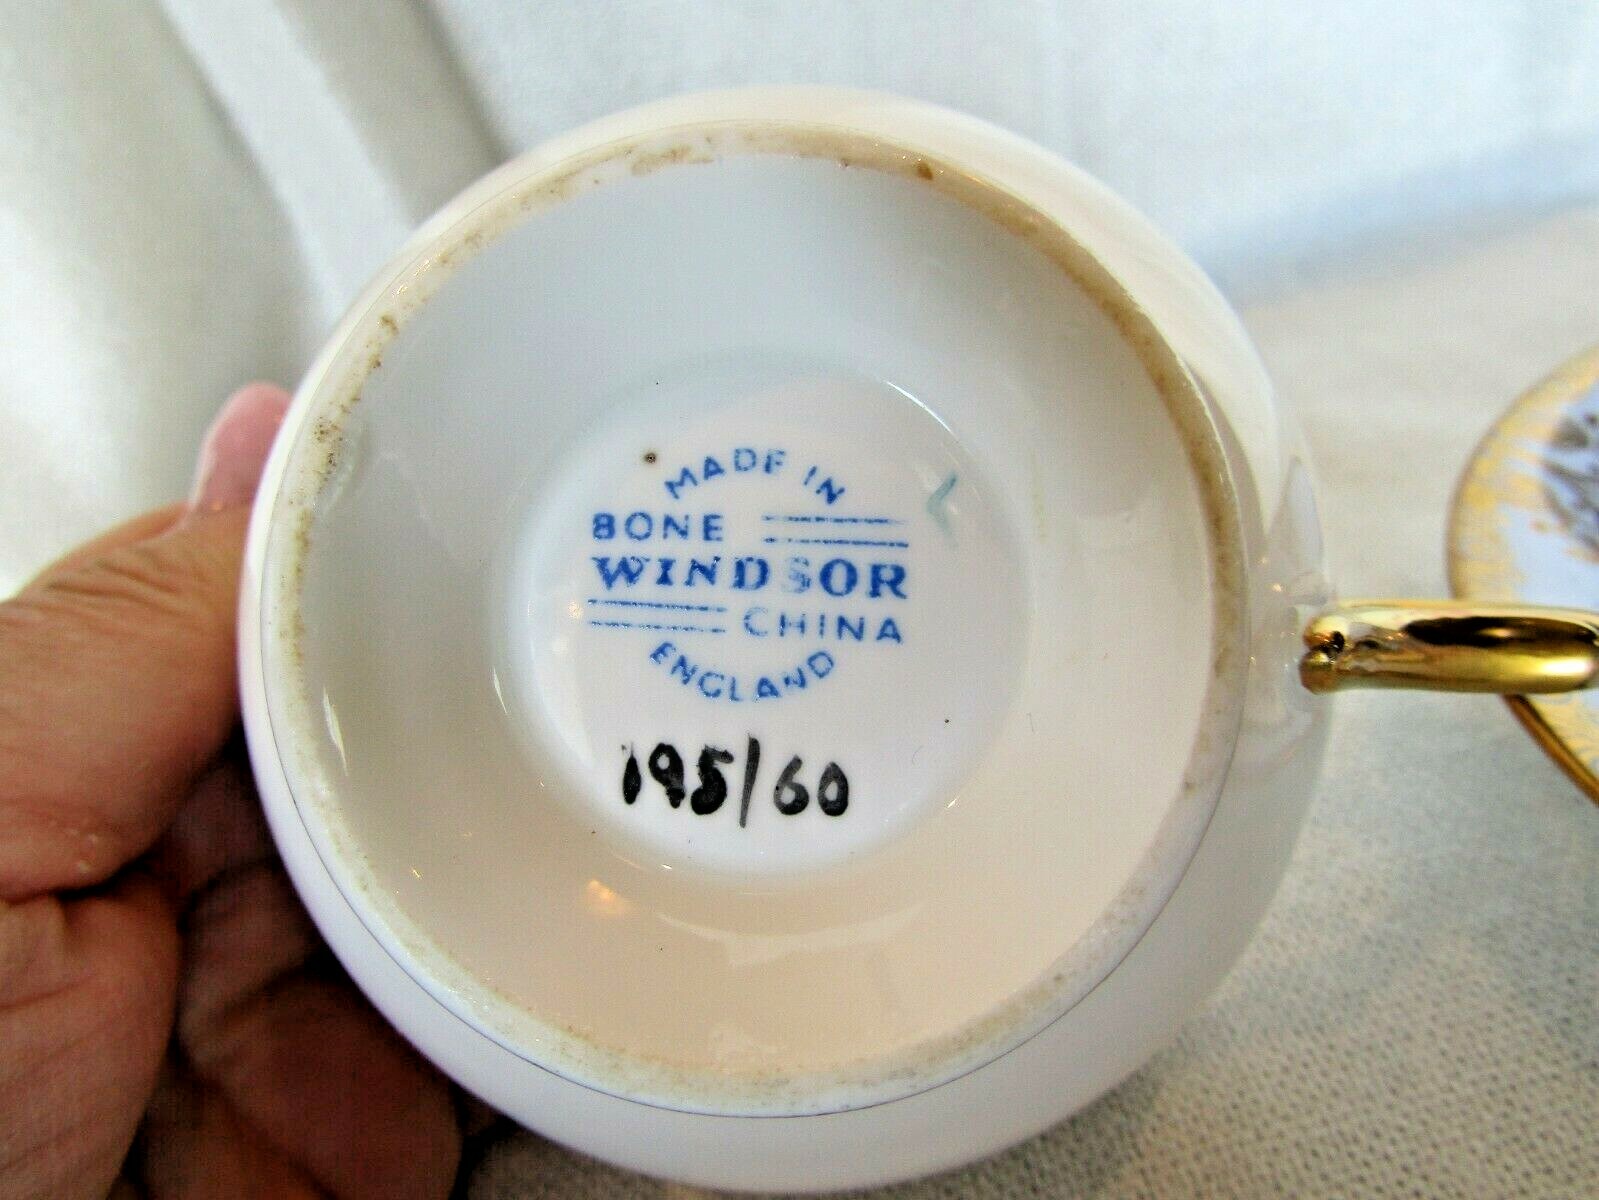 MADE IN
BONE
WINDSOR
CHINA
ENGLAND
195/60